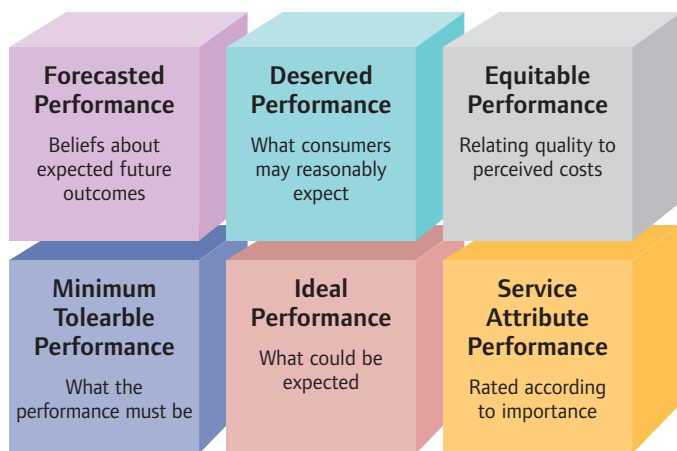 Forecasted
Performance
Beliefs about
expected future
outcomes
Deserved
Performance
What consumers
may reasonably
expect
Equitable
Performance
Relating quality to
perceived costs
Minimum
Tolearble
Performance
What the
performance must be
Ideal
Performance
What could be
expected
Service
Attribute
Performance
Rated according
to importance